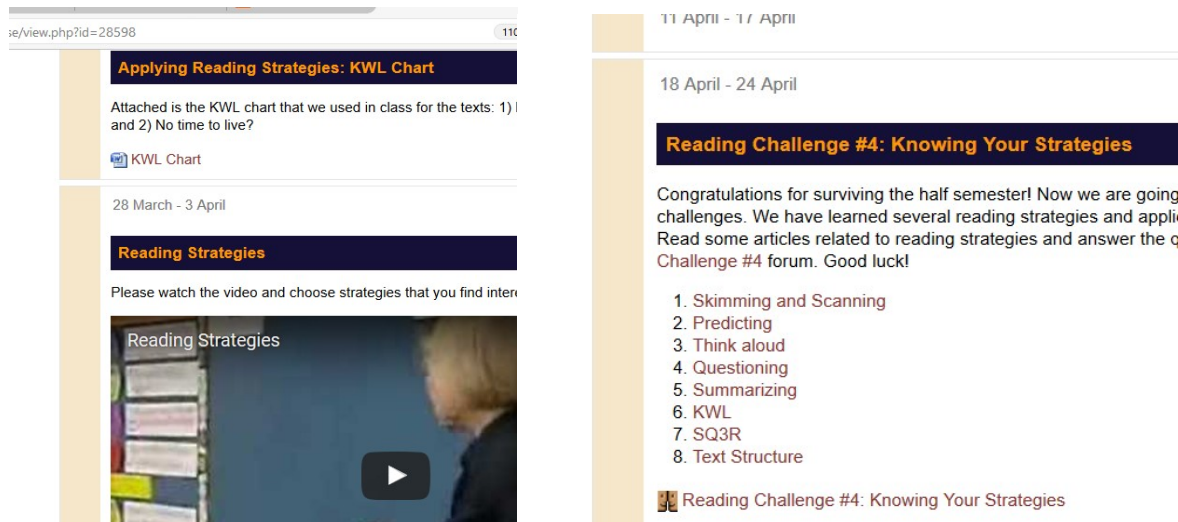 se/view.php?id=28598
110
Applying Reading Strategies: KWL Chart
Attached is the KWL chart that we used in class for the texts: 1)
and 2) No time to live?
KWL Chart
28 March - 3 April
Reading Strategies
Please watch the video and choose strategies that you find
Reading Strategies
11 April - 17 April
18 April - 24 April
Reading Challenge #4: Knowing Your Strategies
Congratulations for surviving the half semester! Now we are going
challenges. We have learned several reading strategies and
Read some articles related to reading strategies and answer the
Challenge #4 forum. Good luck!
1. Skimming and Scanning
2. Predicting
3. Think aloud
4. Questioning
5. Summarizing
6. KWL
7. SQ3R
8. Text Structure
Reading Challenge #4: Knowing Your Strategies